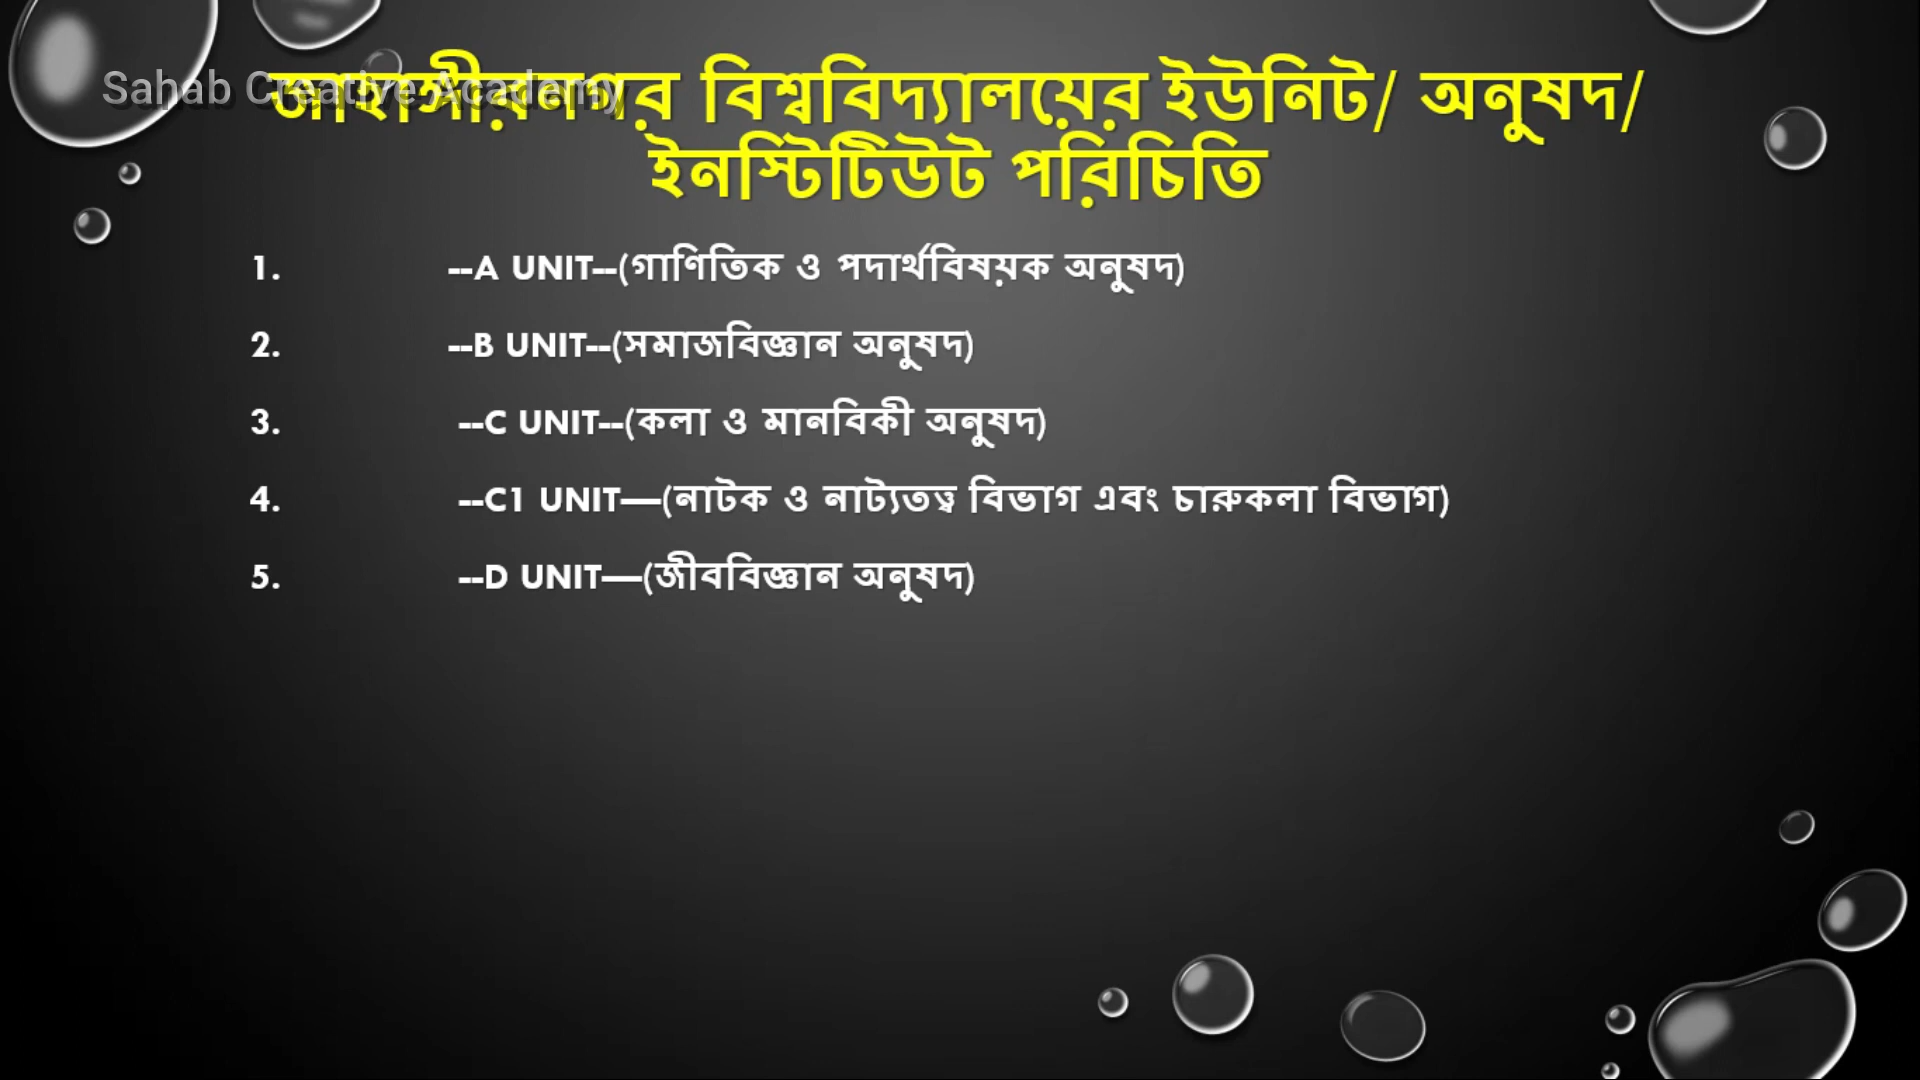 Sahab Creative Academy
জাহাঙ্গীরনগর বিশ্ববিদ্যালয়ের ইউনিট/ অনুষদ/
ইনস্টিটিউট পরিচিতি
1. --A UNIT--(গাণিতিক ও পদার্থবিষয়ক অনুষদ)
2. --B UNIT--(সমাজবিজ্ঞান অনুষদ)
3. --C UNIT--(কলা ও মানবিকী অনুষদ)
4. --C1 UNIT—(নাটক ও নাট্যতত্ত্ব বিভাগ এবং চারুকলা বিভাগ)
5. --D UNIT—(জীববিজ্ঞান অনুষদ)